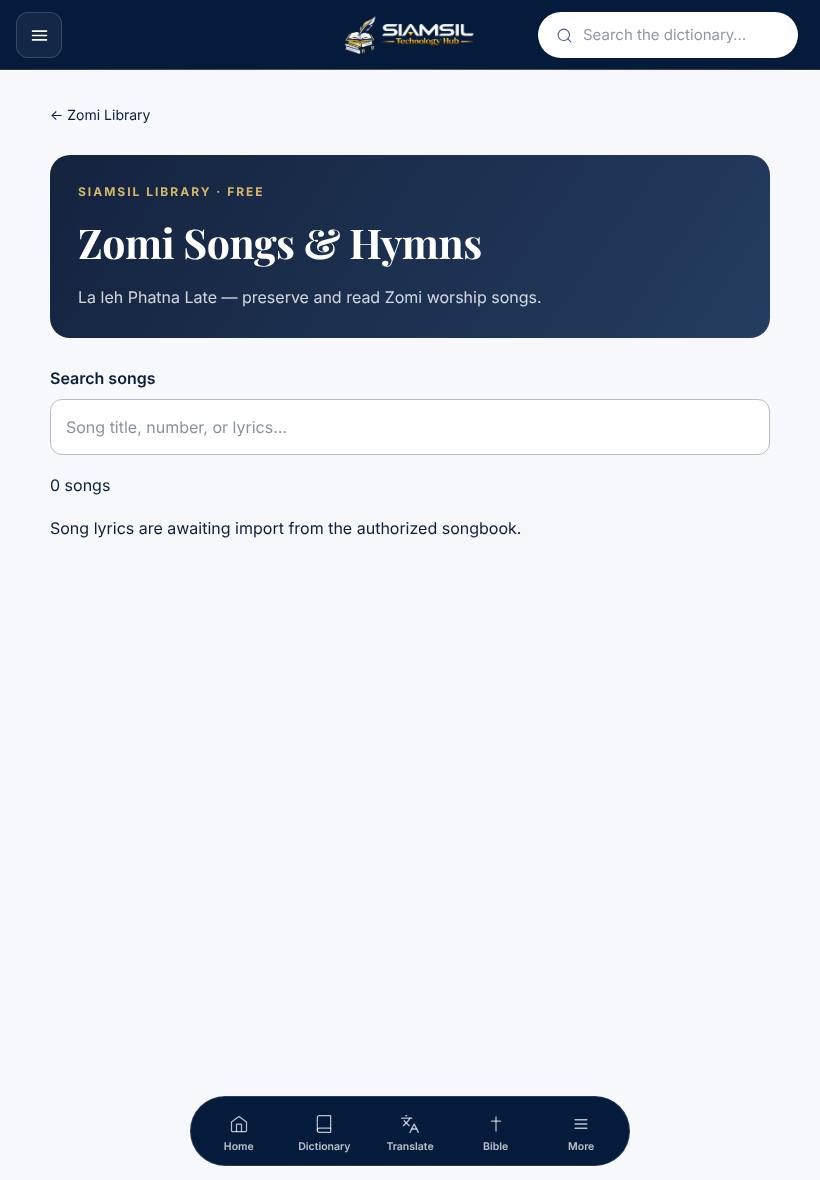 SIAMSIL
Technology Hub
Search the dictionary...
← Zomi Library
SIAMSIL LIBRARY · FREE
Zomi Songs & Hymns
La leh Phatna Late — preserve and read Zomi worship songs.
Search songs
Song title, number, or lyrics...
0 songs
Song lyrics are awaiting import from the authorized songbook.
Home
Dictionary
Translate
Bible
More